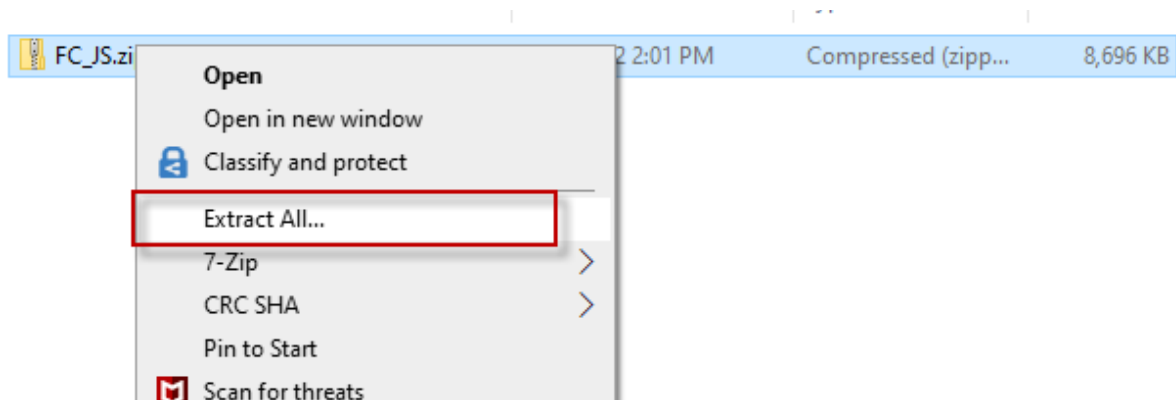 FC_JS.zi 2 2:01 PM Compressed (zipp... 8,696 KB
Open
Open in new window
Classify and protect
Extract All...
7-Zip
CRC SHA
Pin to Start
Scan for threats